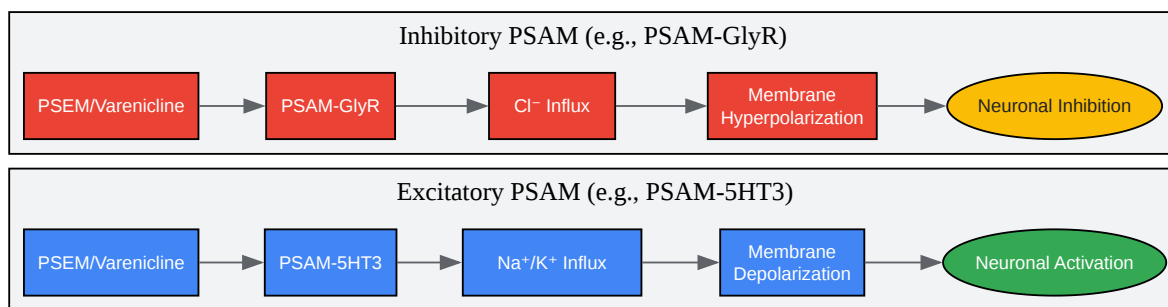 Inhibitory PSAM (e.g., PSAM-GlyR)
PSEM/Varenicline
PSAM-GlyR
Cl⁻ Influx
Membrane
Hyperpolarization
Neuronal Inhibition
Excitatory PSAM (e.g., PSAM-5HT3)
PSEM/Varenicline
PSAM-5HT3
Na⁺/K⁺ Influx
Membrane
Depolarization
Neuronal Activation